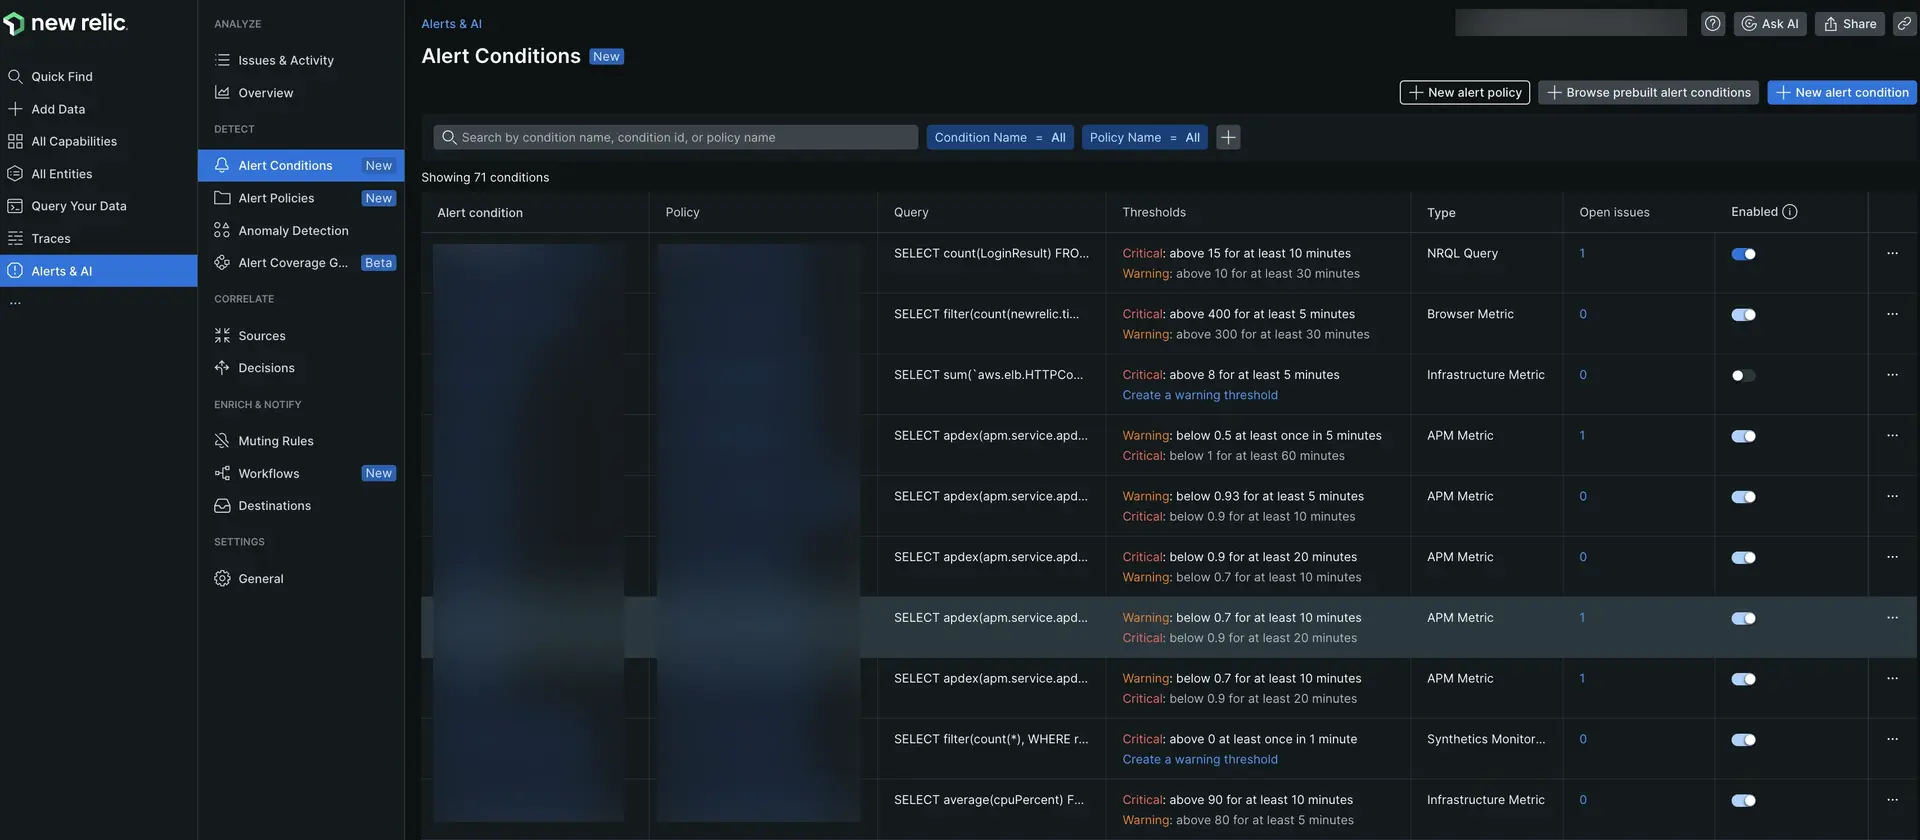 new relic.
Quick Find
Add Data
All Capabilities
All Entities
Query Your Data
Traces
Alerts & AI
...
ANALYZE
Issues & Activity
Overview
DETECT
Alert Conditions New
Alert Policies New
Anomaly Detection
Alert Coverage G... Beta
CORRELATE
Sources
Decisions
ENRICH & NOTIFY
Muting Rules
Workflows New
Destinations
SETTINGS
General
Alerts & AI
Alert Conditions New
Ask AI
Share
New alert policy
Browse prebuilt alert conditions
New alert condition
Search by condition name, condition id, or policy name
Condition Name = All
Policy Name = All
Showing 71 conditions
Alert condition Policy Query Thresholds Type Open issues Enabled
SELECT count(LoginResult) FRO... Critical: above 15 for at least 10 minutes NRQL Query 1 ...
Warning: above 10 for at least 30 minutes
SELECT filter(count(newrelic.ti... Critical: above 400 for at least 5 minutes Browser Metric 0 ...
Warning: above 300 for at least 30 minutes
SELECT sum(`aws.elb.HTTPCo... Critical: above 8 for at least 5 minutes Infrastructure Metric 0 ...
Create a warning threshold
SELECT apdex(apm.service.apd... Warning: below 0.5 at least once in 5 minutes APM Metric 1 ...
Critical: below 1 for at least 60 minutes
SELECT apdex(apm.service.apd... Warning: below 0.93 for at least 5 minutes APM Metric 0 ...
Critical: below 0.9 for at least 10 minutes
SELECT apdex(apm.service.apd... Critical: below 0.9 for at least 20 minutes APM Metric 0 ...
Warning: below 0.7 for at least 10 minutes
SELECT apdex(apm.service.apd... Warning: below 0.7 for at least 10 minutes APM Metric 1 ...
Critical: below 0.9 for at least 20 minutes
SELECT apdex(apm.service.apd... Warning: below 0.7 for at least 10 minutes APM Metric 1 ...
Critical: below 0.9 for at least 20 minutes
SELECT filter(count(*), WHERE r... Critical: above 0 at least once in 1 minute Synthetics Monitor... 0 ...
Create a warning threshold
SELECT average(cpuPercent) F... Critical: above 90 for at least 10 minutes Infrastructure Metric 0 ...
Warning: above 80 for at least 5 minutes